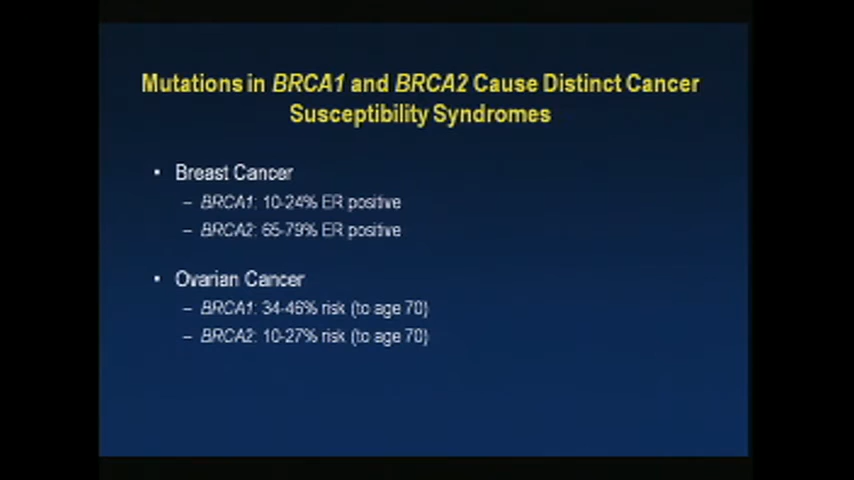 Mutations in BRCA1 and BRCA2 Cause Distinct Cancer
Susceptibility Syndromes
• Breast Cancer
– BRCA1: 10-24% ER positive
– BRCA2: 65-79% ER positive
• Ovarian Cancer
– BRCA1: 34-46% risk (to age 70)
– BRCA2: 10-27% risk (to age 70)